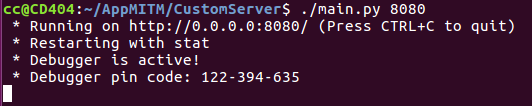 cc@CD404:~/AppMITM/CustomServer$ ./main.py 8080
 * Running on http://0.0.0.0:8080/ (Press CTRL+C to quit)
 * Restarting with stat
 * Debugger is active!
 * Debugger pin code: 122-394-635